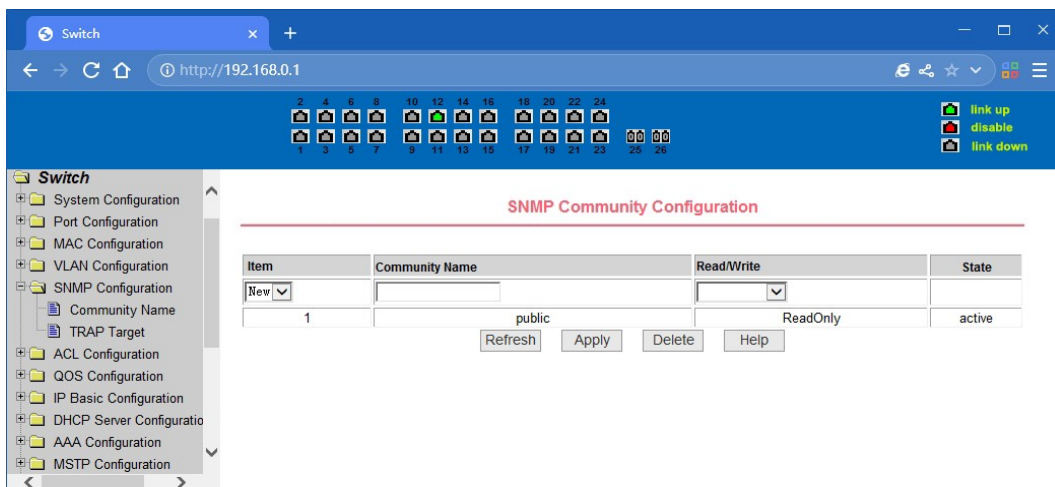 Switch
http://192.168.0.1
2 4 6 8 10 12 14 16 18 20 22 24
1 3 5 7 9 11 13 15 17 19 21 23 25 26
link up
disable
link down
Switch
System Configuration
Port Configuration
MAC Configuration
VLAN Configuration
SNMP Configuration
Community Name
TRAP Target
ACL Configuration
QOS Configuration
IP Basic Configuration
DHCP Server Configuratio
AAA Configuration
MSTP Configuration
SNMP Community Configuration
Item Community Name Read/Write State
New
1 public ReadOnly active
Refresh Apply Delete Help